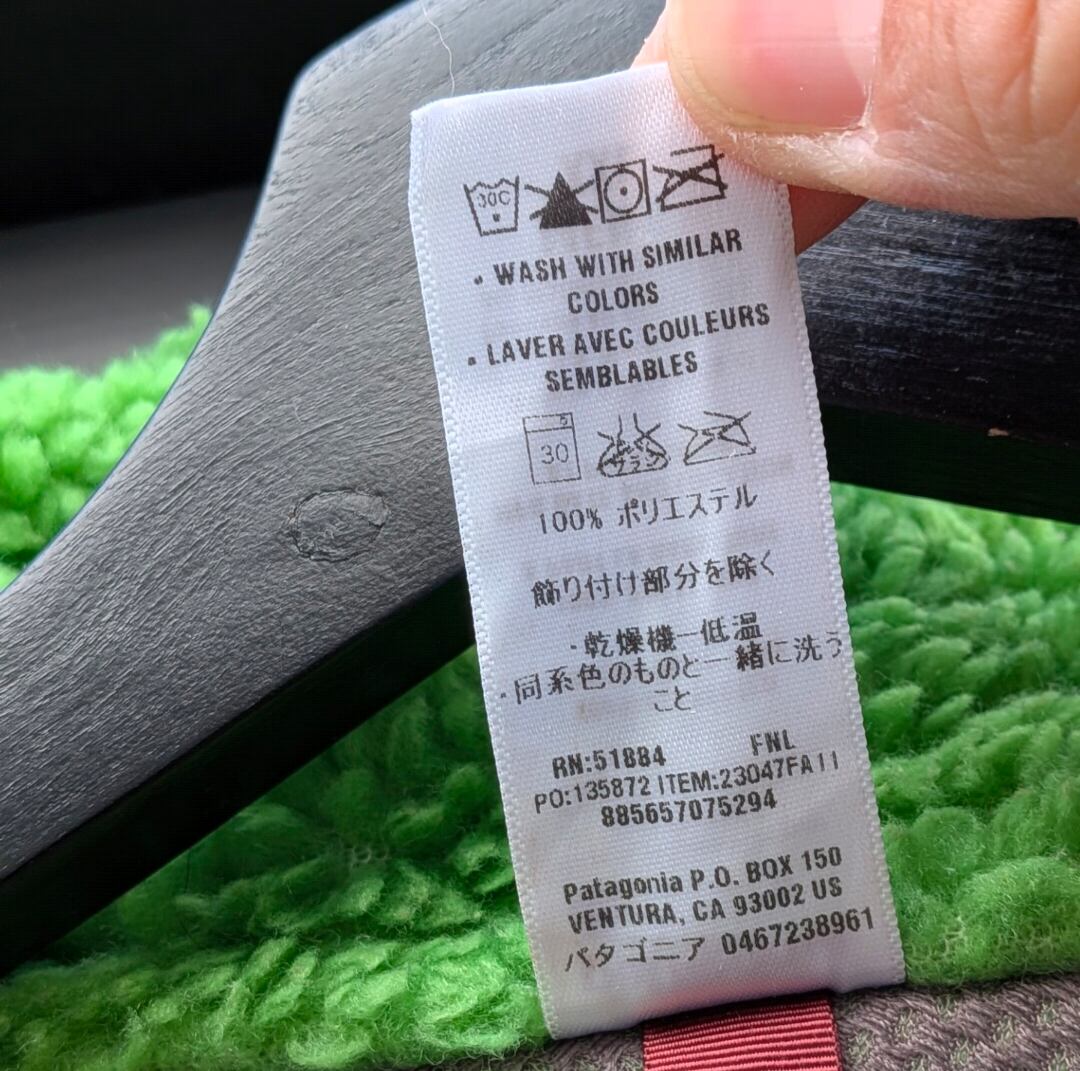 30C
• WASH WITH SIMILAR
COLORS
• LAVER AVEC COULEURS
SEMBLABLES
5
30
100% ポリエステル
飾り付け部分を除く
・乾燥機ー低温
・同系色のものと一緒に洗う
こと
RN:51884 FNL
PO:135872 ITEM:23047FA11
885657075294
Patagonia P.O. BOX 150
VENTURA, CA 93002 US
パタゴニア 0467238961